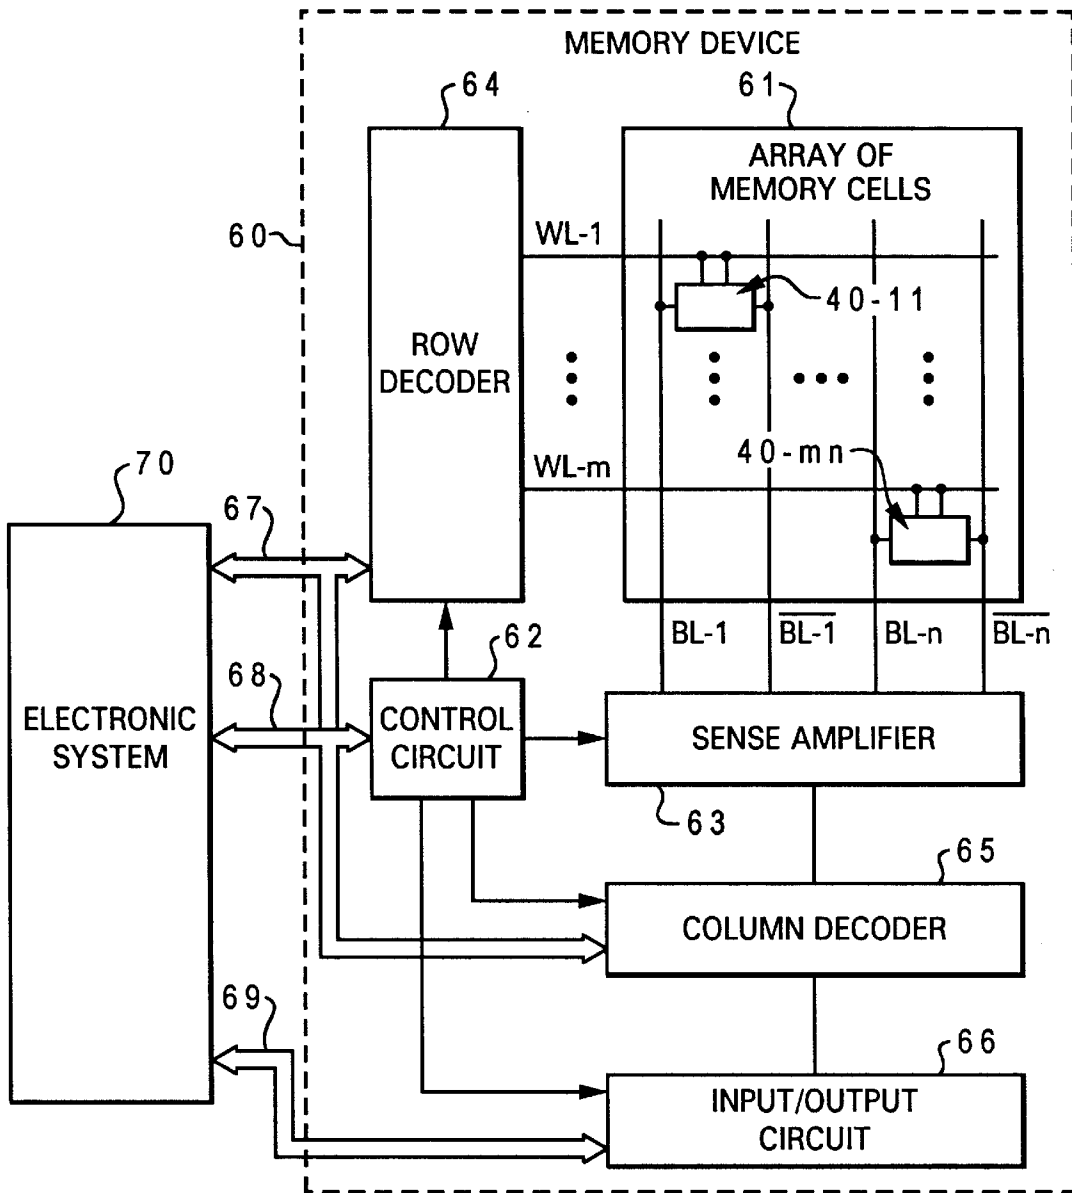 MEMORY DEVICE
64
61
ARRAY OF
MEMORY CELLS
60
WL-1
40-11
ROW
DECODER
WL-m
40-mn
70
67
BL-1
B̅L̅-̅1̅
BL-n
B̅L̅-̅n̅
62
68
ELECTRONIC
SYSTEM
CONTROL
CIRCUIT
SENSE AMPLIFIER
63
65
COLUMN DECODER
69
66
INPUT/OUTPUT
CIRCUIT